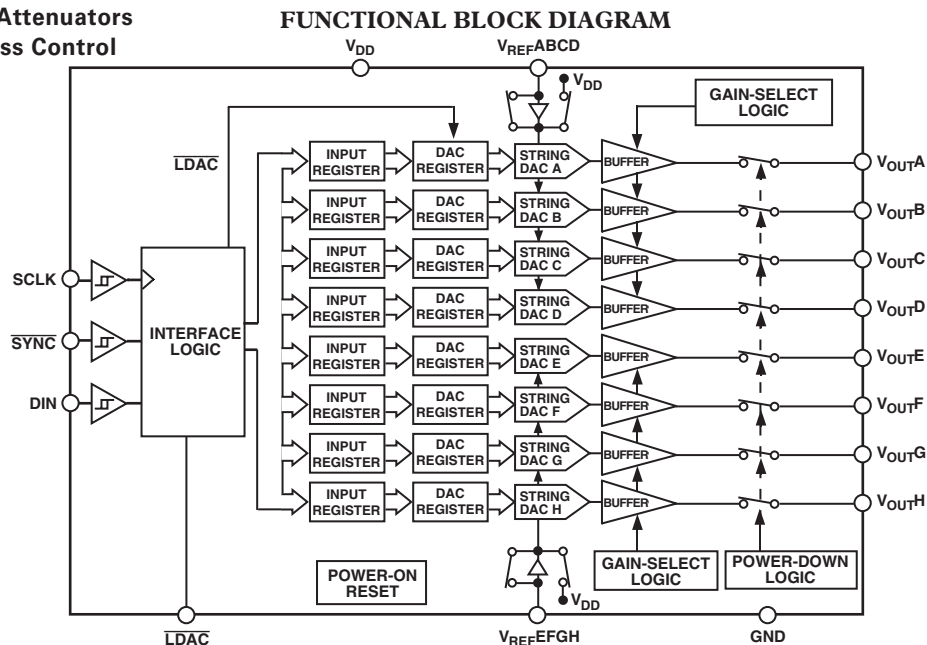 Attenuators
ss Control
FUNCTIONAL BLOCK DIAGRAM
VDD
VREFABCD
VDD
GAIN-SELECT
LOGIC
LDAC
INPUT
REGISTER
DAC
REGISTER
STRING
DAC A
BUFFER
VOUTA
INPUT
REGISTER
DAC
REGISTER
STRING
DAC B
BUFFER
VOUTB
INPUT
REGISTER
DAC
REGISTER
STRING
DAC C
BUFFER
VOUTC
SCLK
INPUT
REGISTER
DAC
REGISTER
STRING
DAC D
BUFFER
VOUTD
SYNC
INTERFACE
LOGIC
INPUT
REGISTER
DAC
REGISTER
STRING
DAC E
BUFFER
VOUTE
DIN
INPUT
REGISTER
DAC
REGISTER
STRING
DAC F
BUFFER
VOUTF
INPUT
REGISTER
DAC
REGISTER
STRING
DAC G
BUFFER
VOUTG
INPUT
REGISTER
DAC
REGISTER
STRING
DAC H
BUFFER
VOUTH
POWER-ON
RESET
VDD
GAIN-SELECT
LOGIC
POWER-DOWN
LOGIC
LDAC
VREFEFGH
GND